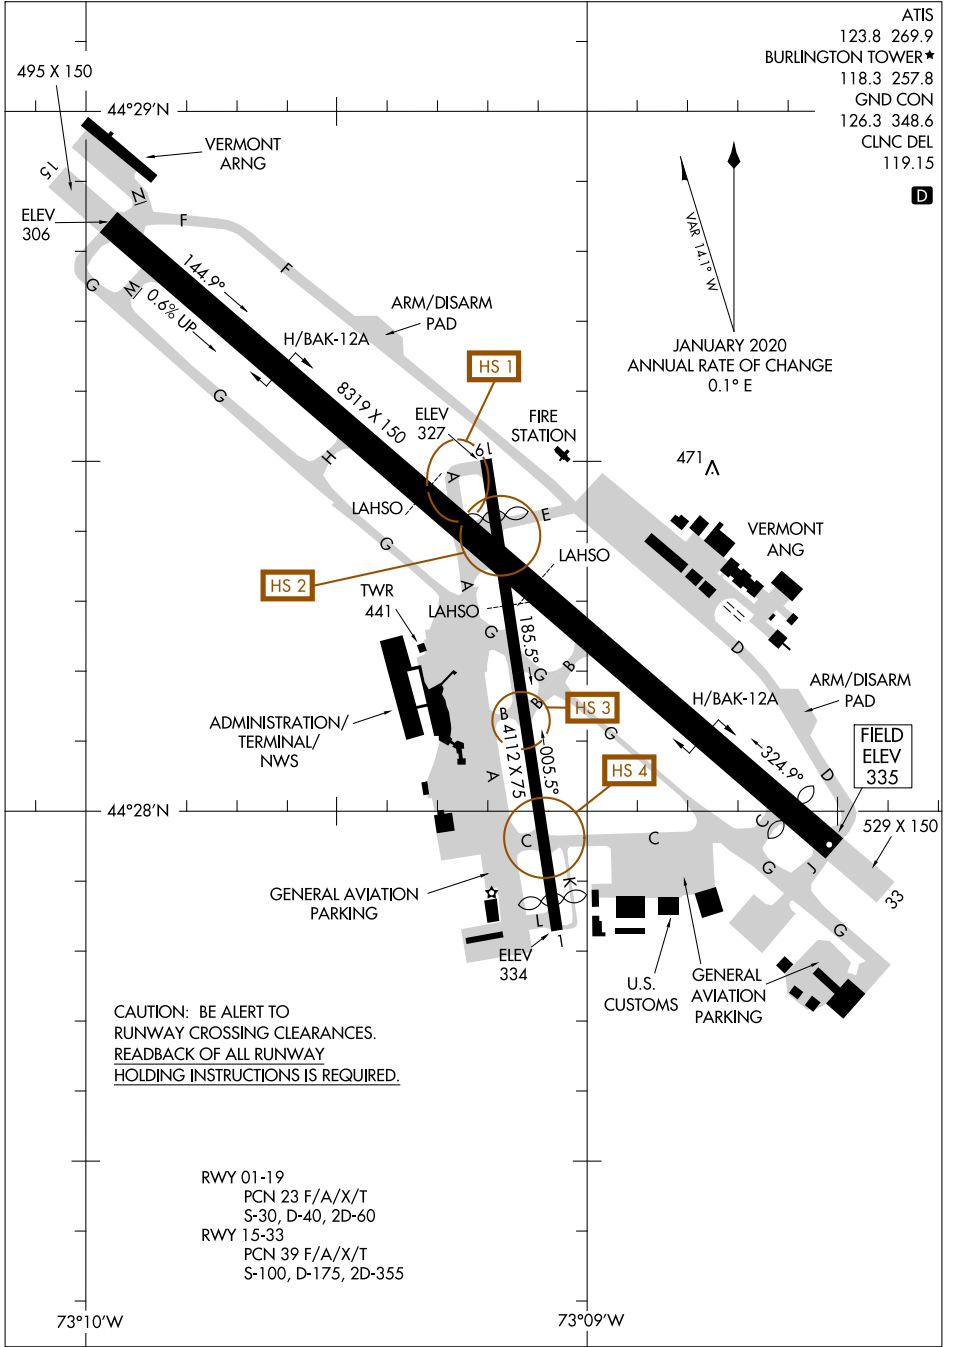 ATIS
123.8 269.9
BURLINGTON TOWER★
118.3 257.8
GND CON
126.3 348.6
CLNC DEL
119.15
D
495 X 150
44°29'N
VERMONT
ARNG
15
N
ELEV
306
F
F
G
M
144.9°
0.6% UP
VAR 14.1° W
JANUARY 2020
ANNUAL RATE OF CHANGE
0.1° E
ARM/DISARM
PAD
H/BAK-12A
HS 1
G
8319 X 150
ELEV
327
19
FIRE
STATION
H
A
471
LAHSO
E
VERMONT
ANG
G
LAHSO
HS 2
TWR
441
A
LAHSO
G
185.5°
B
D
G
ARM/DISARM
PAD
H/BAK-12A
B
HS 3
B
G
ADMINISTRATION/
TERMINAL/
NWS
4112 X 75
005.5°
324.9°
FIELD
ELEV
335
HS 4
A
D
44°28'N
C
C
J
529 X 150
G
J
33
K
GENERAL AVIATION
PARKING
L
1
G
ELEV
334
U.S.
CUSTOMS
GENERAL
AVIATION
PARKING
CAUTION: BE ALERT TO
RUNWAY CROSSING CLEARANCES.
READBACK OF ALL RUNWAY
HOLDING INSTRUCTIONS IS REQUIRED.
RWY 01-19
PCN 23 F/A/X/T
S-30, D-40, 2D-60
RWY 15-33
PCN 39 F/A/X/T
S-100, D-175, 2D-355
73°10'W
73°09'W